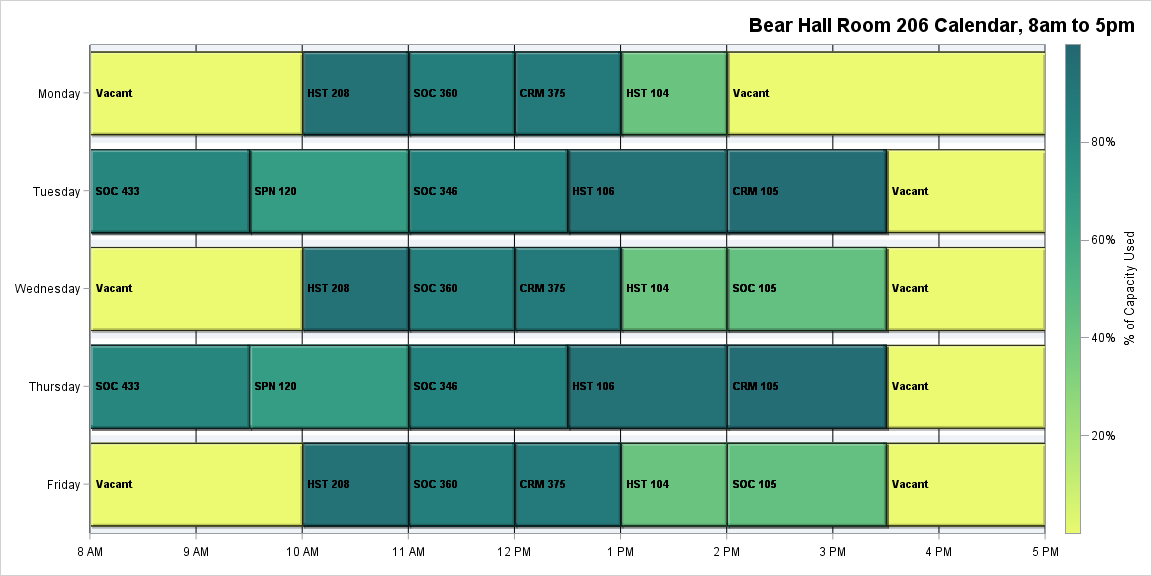 Bear Hall Room 206 Calendar, 8am to 5pm
Monday
Vacant
HST 208
SOC 360
CRM 375
HST 104
Vacant
Tuesday
SOC 433
SPN 120
SOC 346
HST 106
CRM 105
Vacant
Wednesday
Vacant
HST 208
SOC 360
CRM 375
HST 104
SOC 105
Vacant
Thursday
SOC 433
SPN 120
SOC 346
HST 106
CRM 105
Vacant
Friday
Vacant
HST 208
SOC 360
CRM 375
HST 104
SOC 105
Vacant
8 AM
9 AM
10 AM
11 AM
12 PM
1 PM
2 PM
3 PM
4 PM
5 PM
80%
60%
40%
20%
% of Capacity Used